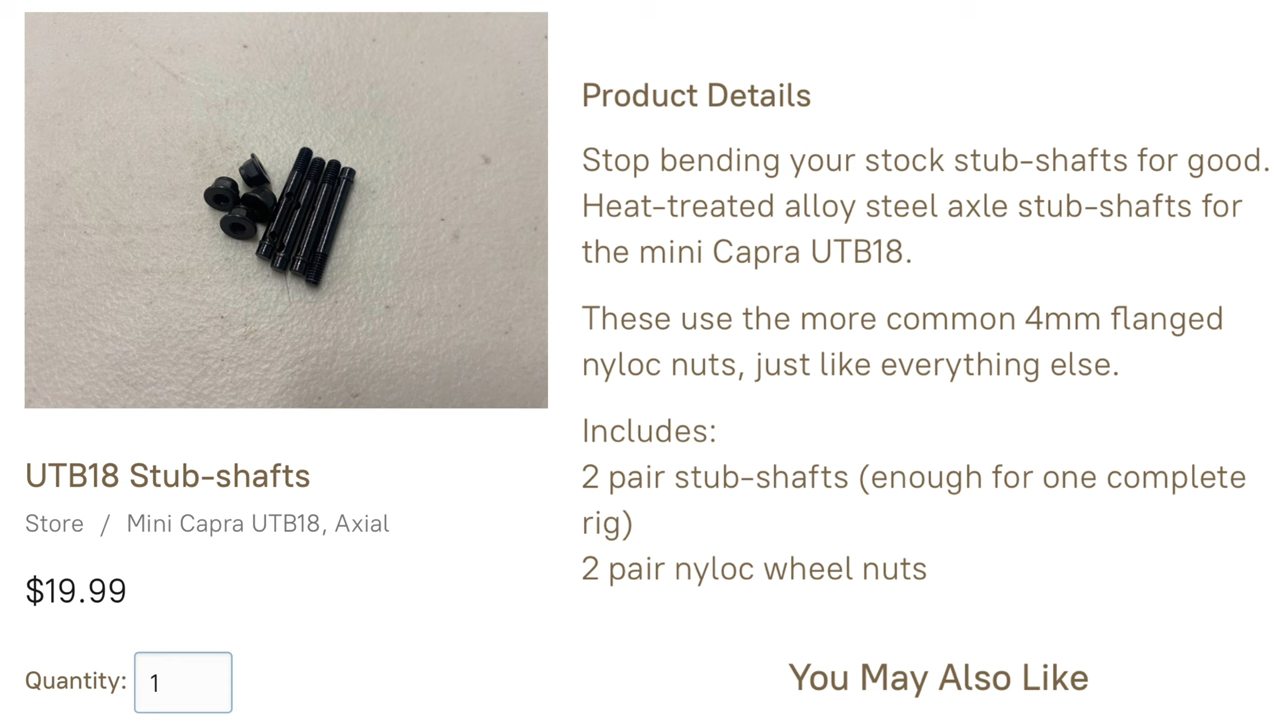 UTB18 Stub-shafts
Store / Mini Capra UTB18, Axial
$19.99
Quantity: 1
Product Details
Stop bending your stock stub-shafts for good.
Heat-treated alloy steel axle stub-shafts for
the mini Capra UTB18.
These use the more common 4mm flanged
nyloc nuts, just like everything else.
Includes:
2 pair stub-shafts (enough for one complete
rig)
2 pair nyloc wheel nuts
You May Also Like